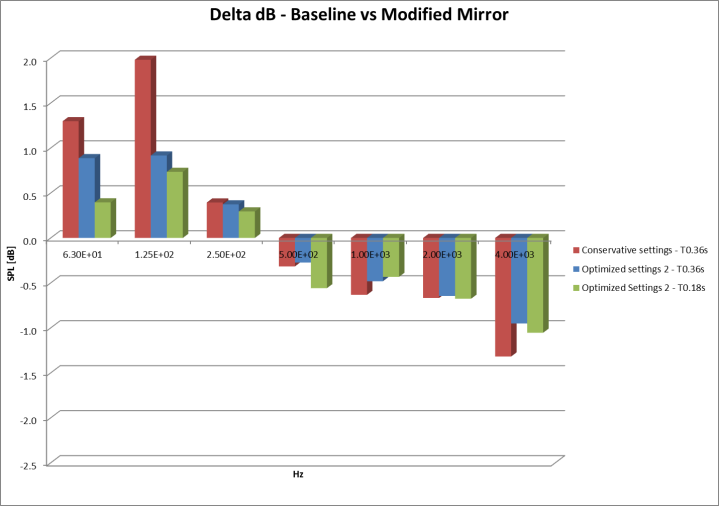 Delta dB - Baseline vs Modified Mirror
2.0
1.5
1.0
0.5
0.0
-0.5
-1.0
-1.5
-2.0
-2.5
SPL [dB]
6.30E+01 1.25E+02 2.50E+02 5.00E+02 1.00E+03 2.00E+03 4.00E+03
Hz
Conservative settings - T0.36s
Optimized settings 2 - T0.36s
Optimized Settings 2 - T0.18s